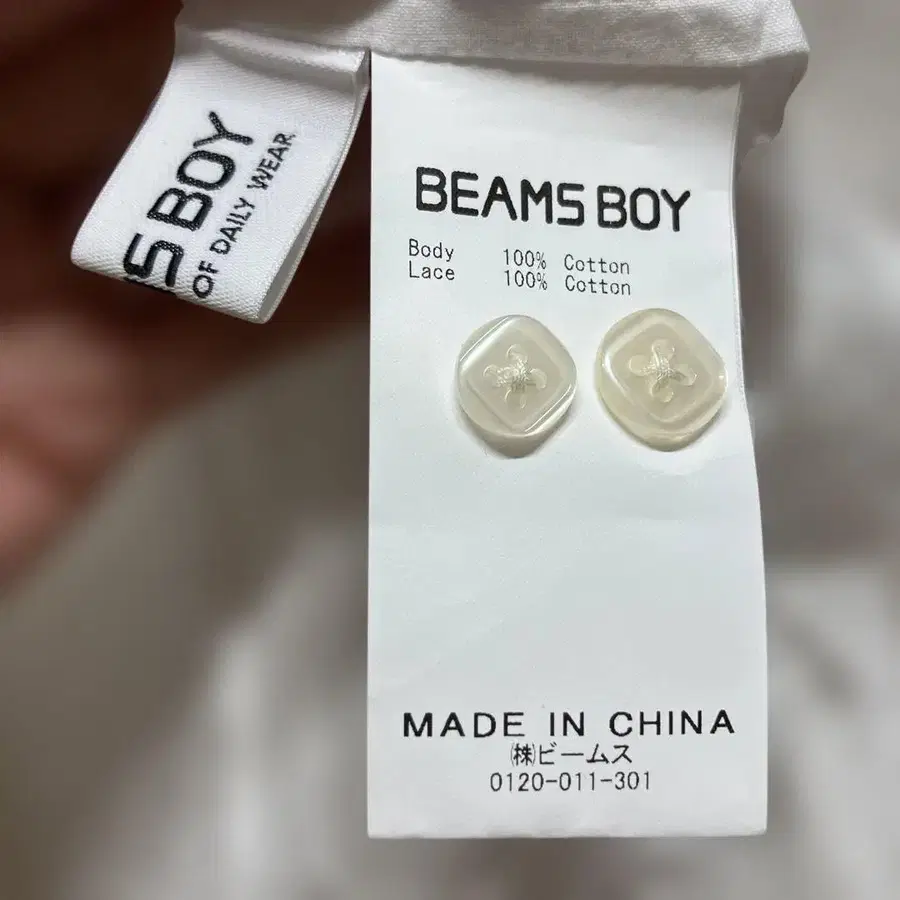 S BOY
OF DAILY WEAR
BEAMS BOY
Body 100% Cotton
Lace 100% Cotton
MADE IN CHINA
㈱ビームス
0120-011-301